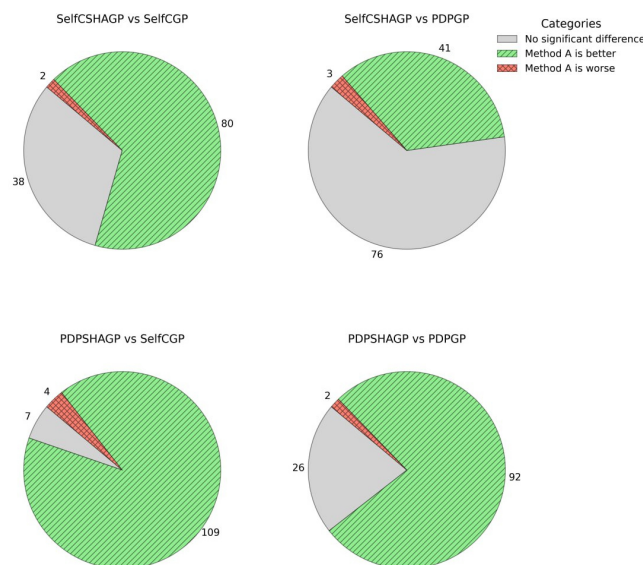 SelfCSHAGP vs SelfCGP
2
80
38
SelfCSHAGP vs PDPGP
41
3
76
Categories
No significant difference
Method A is better
Method A is worse
PDPSHAGP vs SelfCGP
4
7
109
PDPSHAGP vs PDPGP
2
26
92